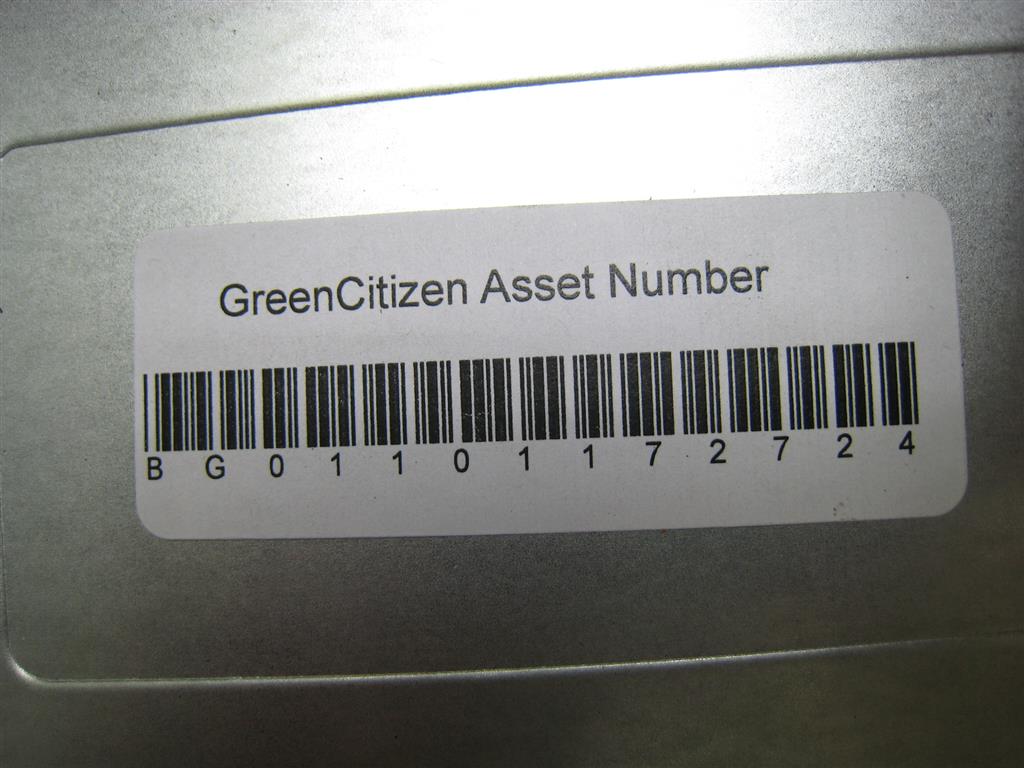 GreenCitizen Asset Number
B G 0 1 1 0 1 1 7 2 7 2 4